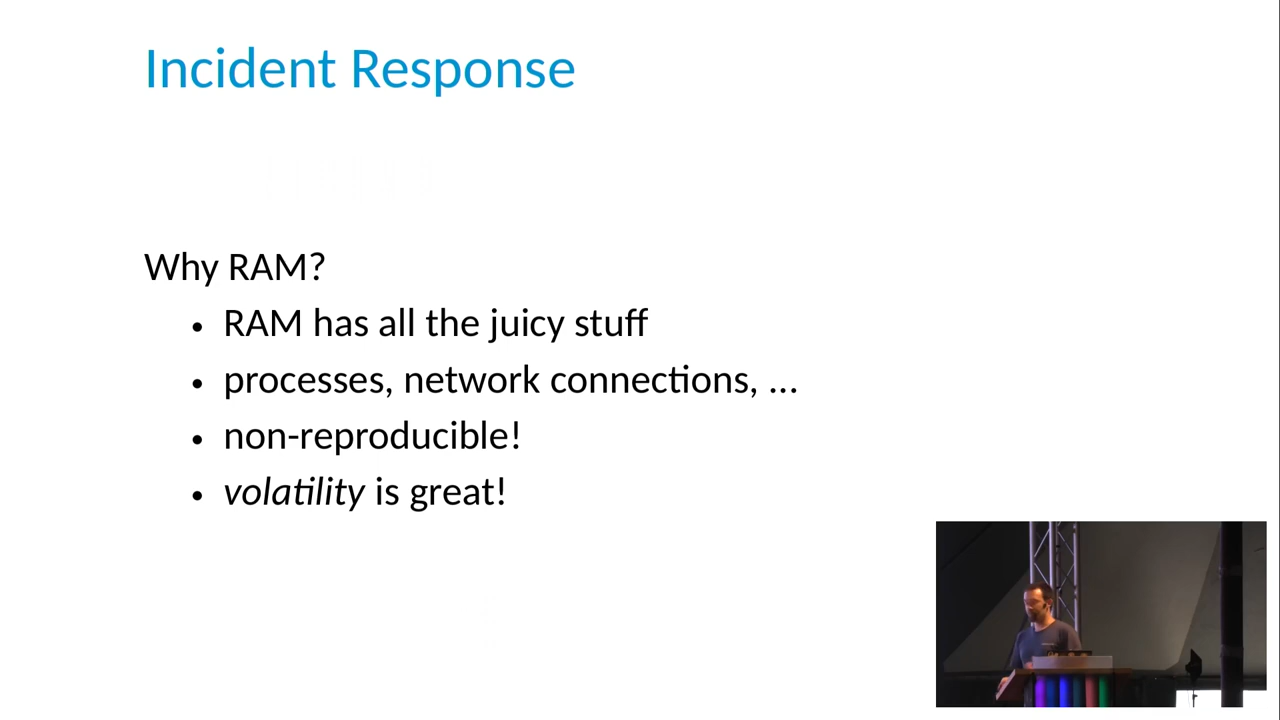 Incident Response
Why RAM?
• RAM has all the juicy stuff
• processes, network connections, ...
• non-reproducible!
• volatility is great!